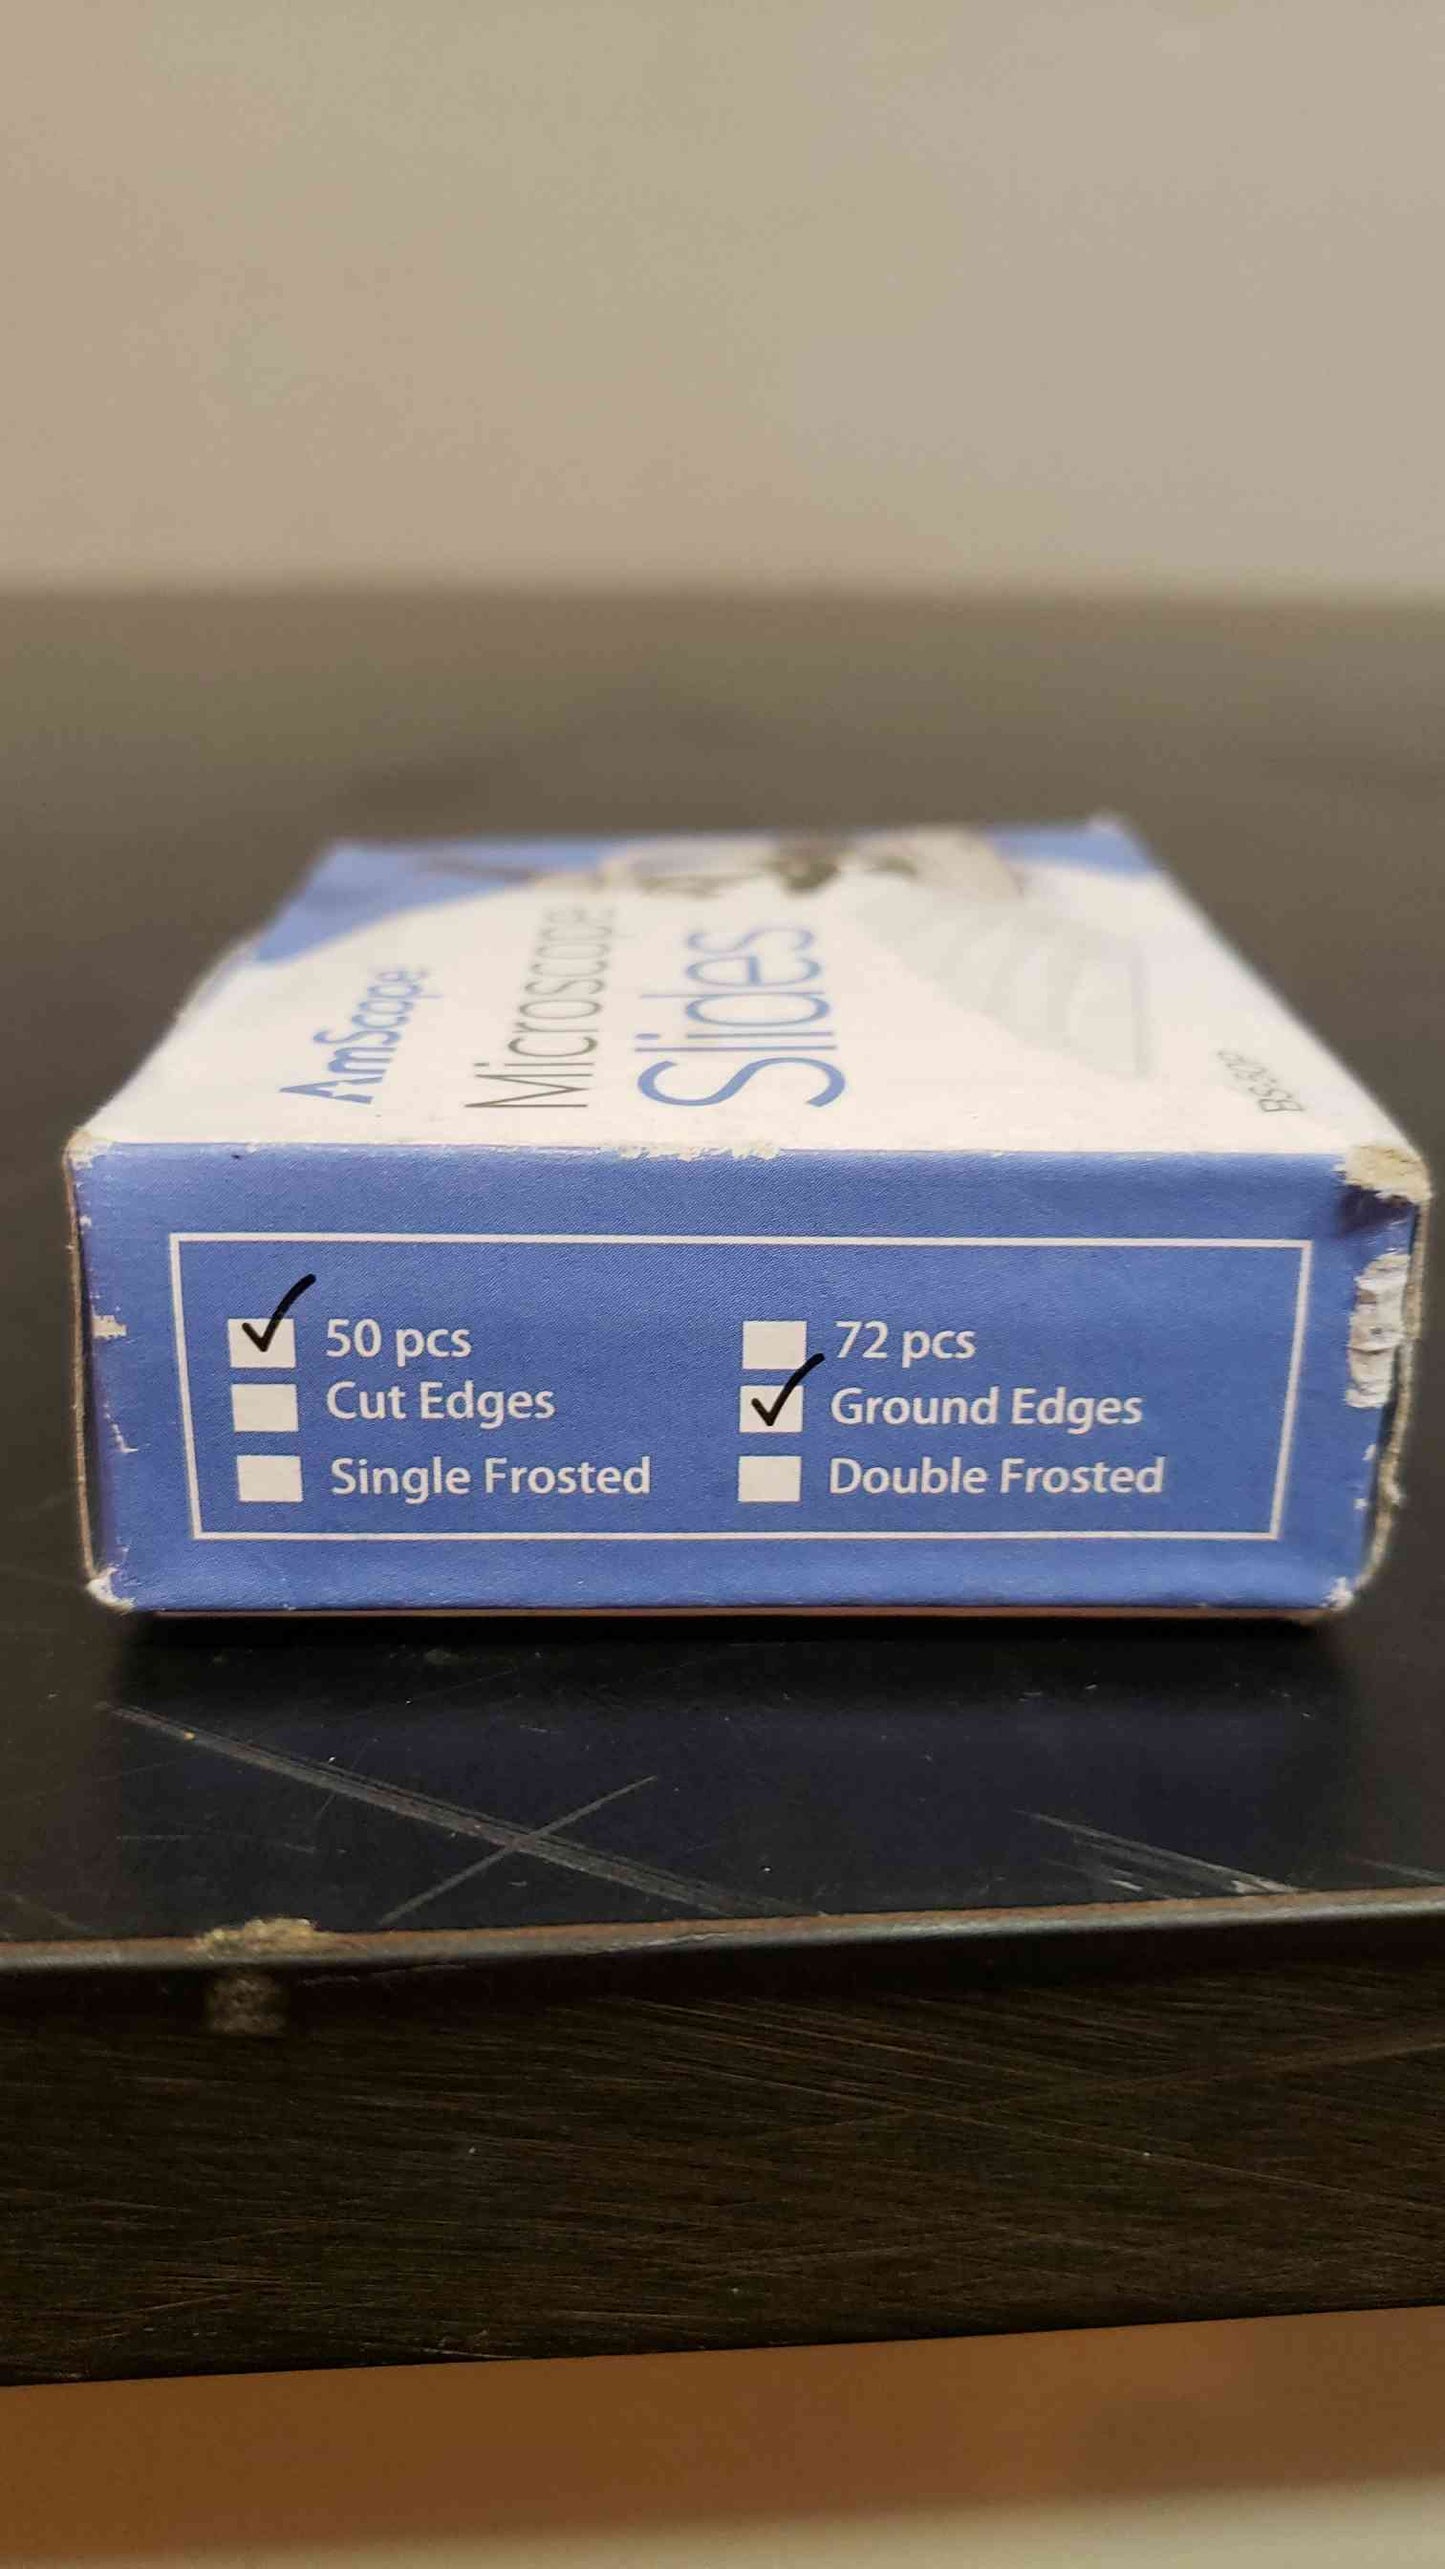 AmScope
Microscope
Slides
50 pcs
72 pcs
Cut Edges
Ground Edges
Single Frosted
Double Frosted